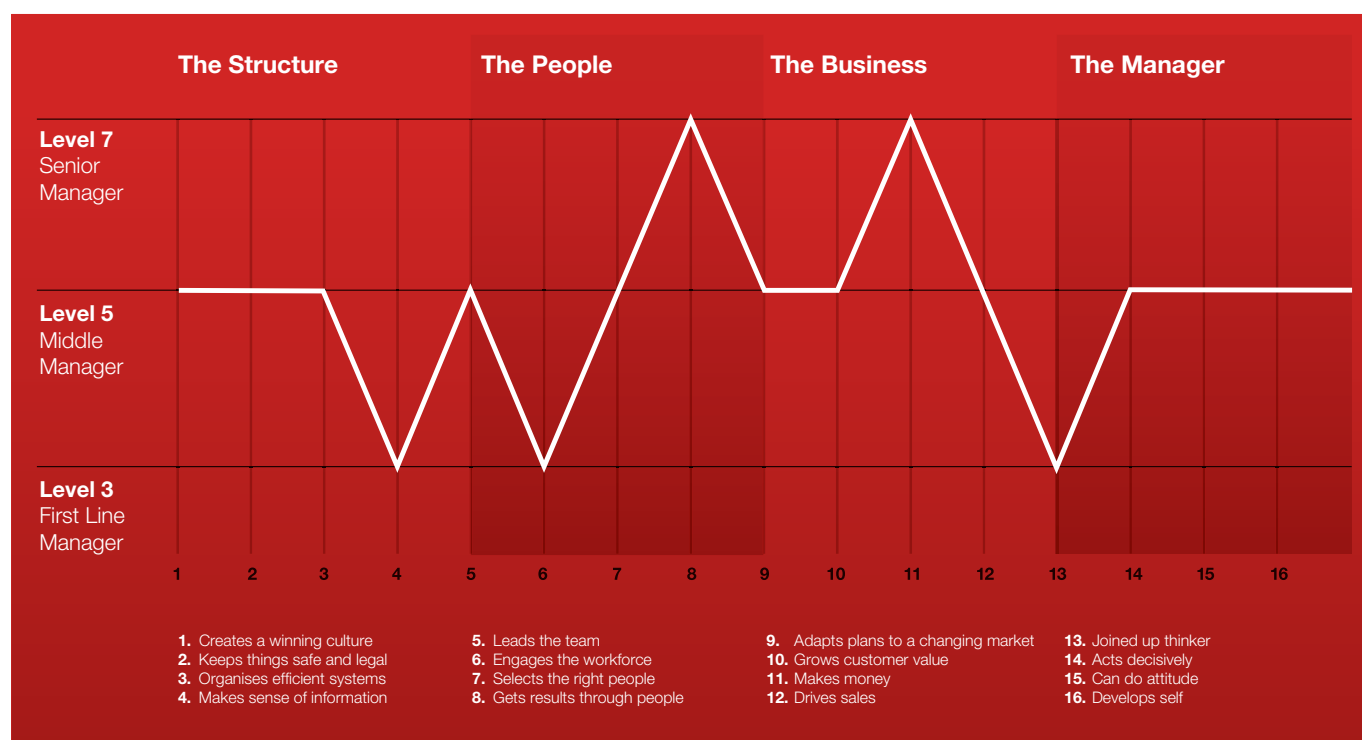 The Structure
The People
The Business
The Manager
Level 7
Senior
Manager
Level 5
Middle
Manager
Level 3
First Line
Manager
1 2 3 4 5 6 7 8 9 10 11 12 13 14 15 16
1. Creates a winning culture
2. Keeps things safe and legal
3. Organises efficient systems
4. Makes sense of information
5. Leads the team
6. Engages the workforce
7. Selects the right people
8. Gets results through people
9. Adapts plans to a changing market
10. Grows customer value
11. Makes money
12. Drives sales
13. Joined up thinker
14. Acts decisively
15. Can do attitude
16. Develops self